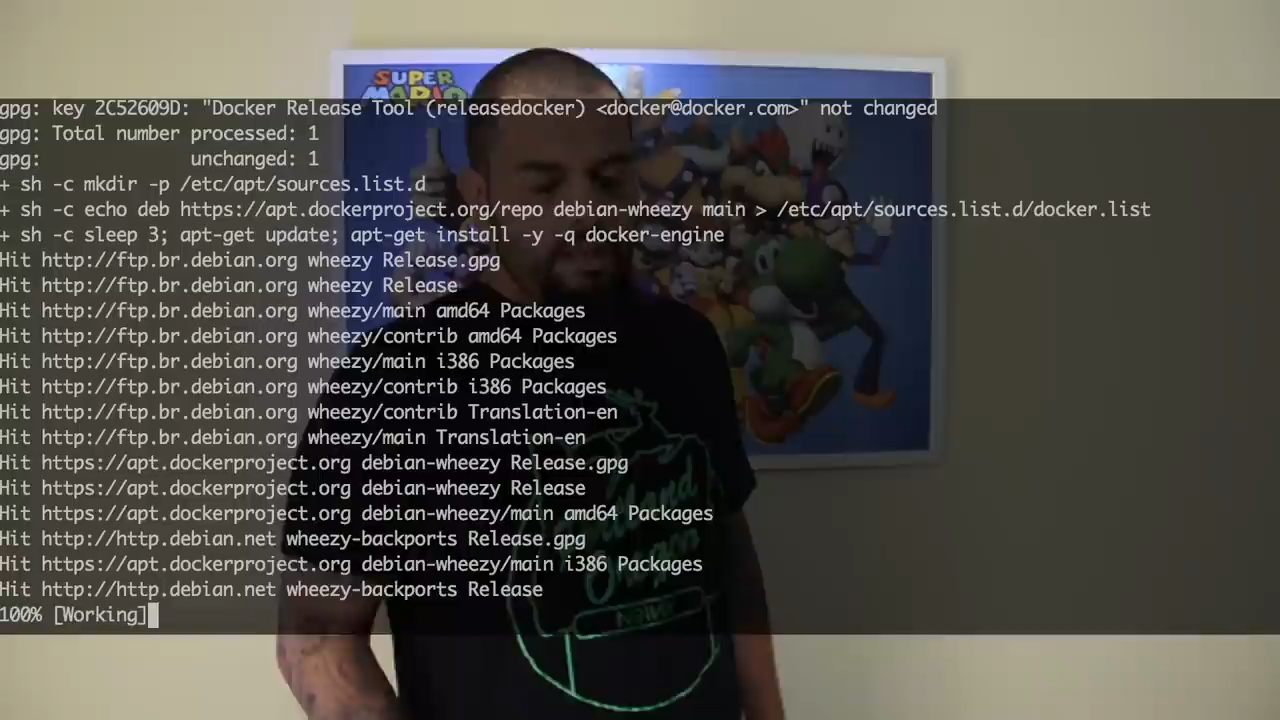 SUPER
MARIO
gpg: key 2C52609D: "Docker Release Tool (releasedocker) <docker@docker.com>" not changed
gpg: Total number processed: 1
gpg:              unchanged: 1
+ sh -c mkdir -p /etc/apt/sources.list.d
+ sh -c echo deb https://apt.dockerproject.org/repo debian-wheezy main > /etc/apt/sources.list.d/docker.list
+ sh -c sleep 3; apt-get update; apt-get install -y -q docker-engine
Hit http://ftp.br.debian.org wheezy Release.gpg
Hit http://ftp.br.debian.org wheezy Release
Hit http://ftp.br.debian.org wheezy/main amd64 Packages
Hit http://ftp.br.debian.org wheezy/contrib amd64 Packages
Hit http://ftp.br.debian.org wheezy/main i386 Packages
Hit http://ftp.br.debian.org wheezy/contrib i386 Packages
Hit http://ftp.br.debian.org wheezy/contrib Translation-en
Hit http://ftp.br.debian.org wheezy/main Translation-en
Hit https://apt.dockerproject.org debian-wheezy Release.gpg
Hit https://apt.dockerproject.org debian-wheezy Release
Hit https://apt.dockerproject.org debian-wheezy/main amd64 Packages
Hit http://http.debian.net wheezy-backports Release.gpg
Hit https://apt.dockerproject.org debian-wheezy/main i386 Packages
Hit http://http.debian.net wheezy-backports Release
100% [Working]